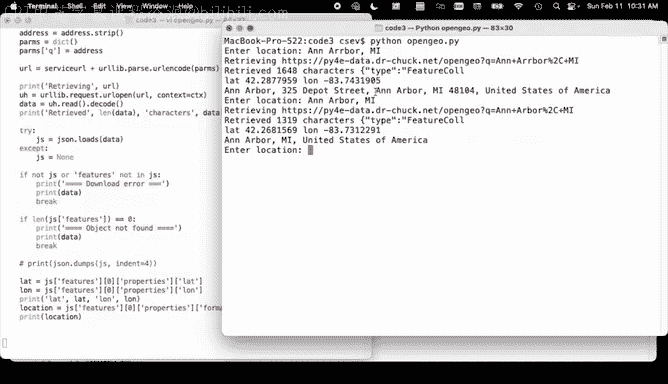 Terminal Shell Edit View Window Help
Sun Feb 11 10:31 AM
code3 — vi opengeo.py — 83×30
address = address.strip()
parms = dict()
parms['q'] = address
url = serviceurl + urllib.parse.urlencode(parms)
print('Retrieving', url)
uh = urllib.request.urlopen(url, context=ctx)
data = uh.read().decode()
print('Retrieved', len(data), 'characters', da
try:
js = json.loads(data)
except:
js = None
if not js or 'features' not in js:
print('==== Download error ===')
print(data)
break
if len(js['features']) == 0:
print('==== Object not found ====')
print(data)
break
# print(json.dumps(js, indent=4))
lat = js['features'][0]['properties']['lat']
lon = js['features'][0]['properties']['lon']
print('lat', lat, 'lon', lon)
location = js['features'][0]['properties']['forma
print(location)
code3 — Python opengeo.py — 83×30
MacBook-Pro-522:code3 csev$ python opengeo.py
Enter location: Ann Arrbor, MI
Retrieving https://py4e-data.dr-chuck.net/opengeo?q=Ann+Arrbor%2C+MI
Retrieved 1648 characters {"type":"FeatureColl
lat 42.2877959 lon -83.7431905
Ann Arbor, 325 Depot Street, Ann Arbor, MI 48104, United States of America
Enter location: Ann Arbor, MI
Retrieving https://py4e-data.dr-chuck.net/opengeo?q=Ann+Arbor%2C+MI
Retrieved 1319 characters {"type":"FeatureColl
lat 42.2681569 lon -83.7312291
Ann Arbor, MI, United States of America
Enter location: